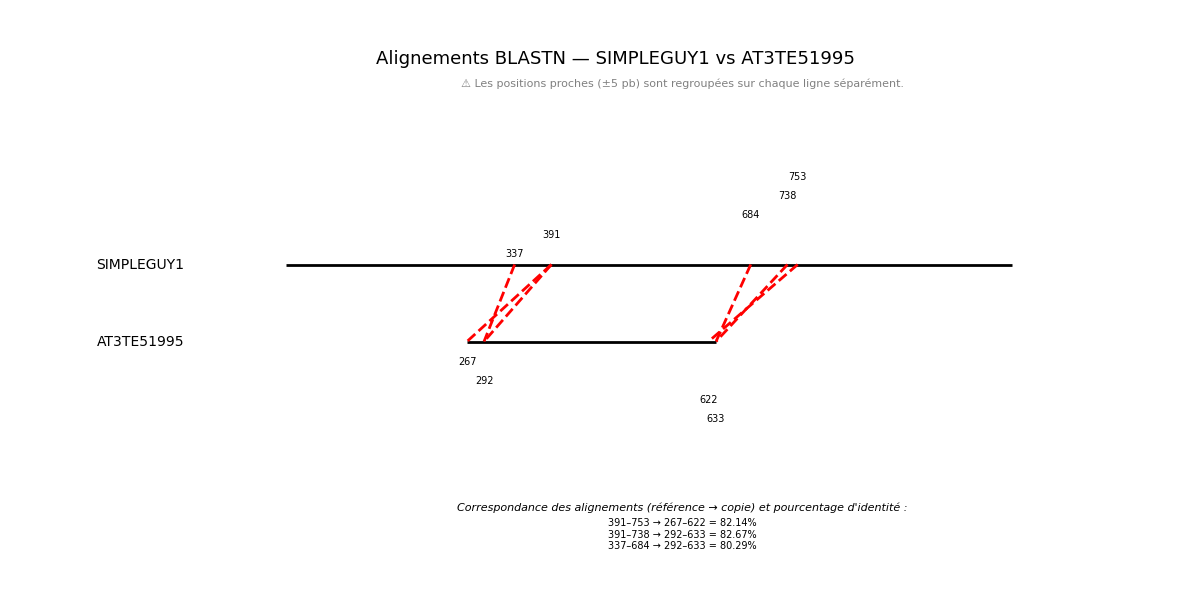 Alignements BLASTN — SIMPLEGUY1 vs AT3TE51995
⚠ Les positions proches (±5 pb) sont regroupées sur chaque ligne séparément.
753
738
684
391
337
SIMPLEGUY1
AT3TE51995
267
292
622
633
Correspondance des alignements (référence → copie) et pourcentage d'identité :
391–753 → 267–622 = 82.14%
391–738 → 292–633 = 82.67%
337–684 → 292–633 = 80.29%